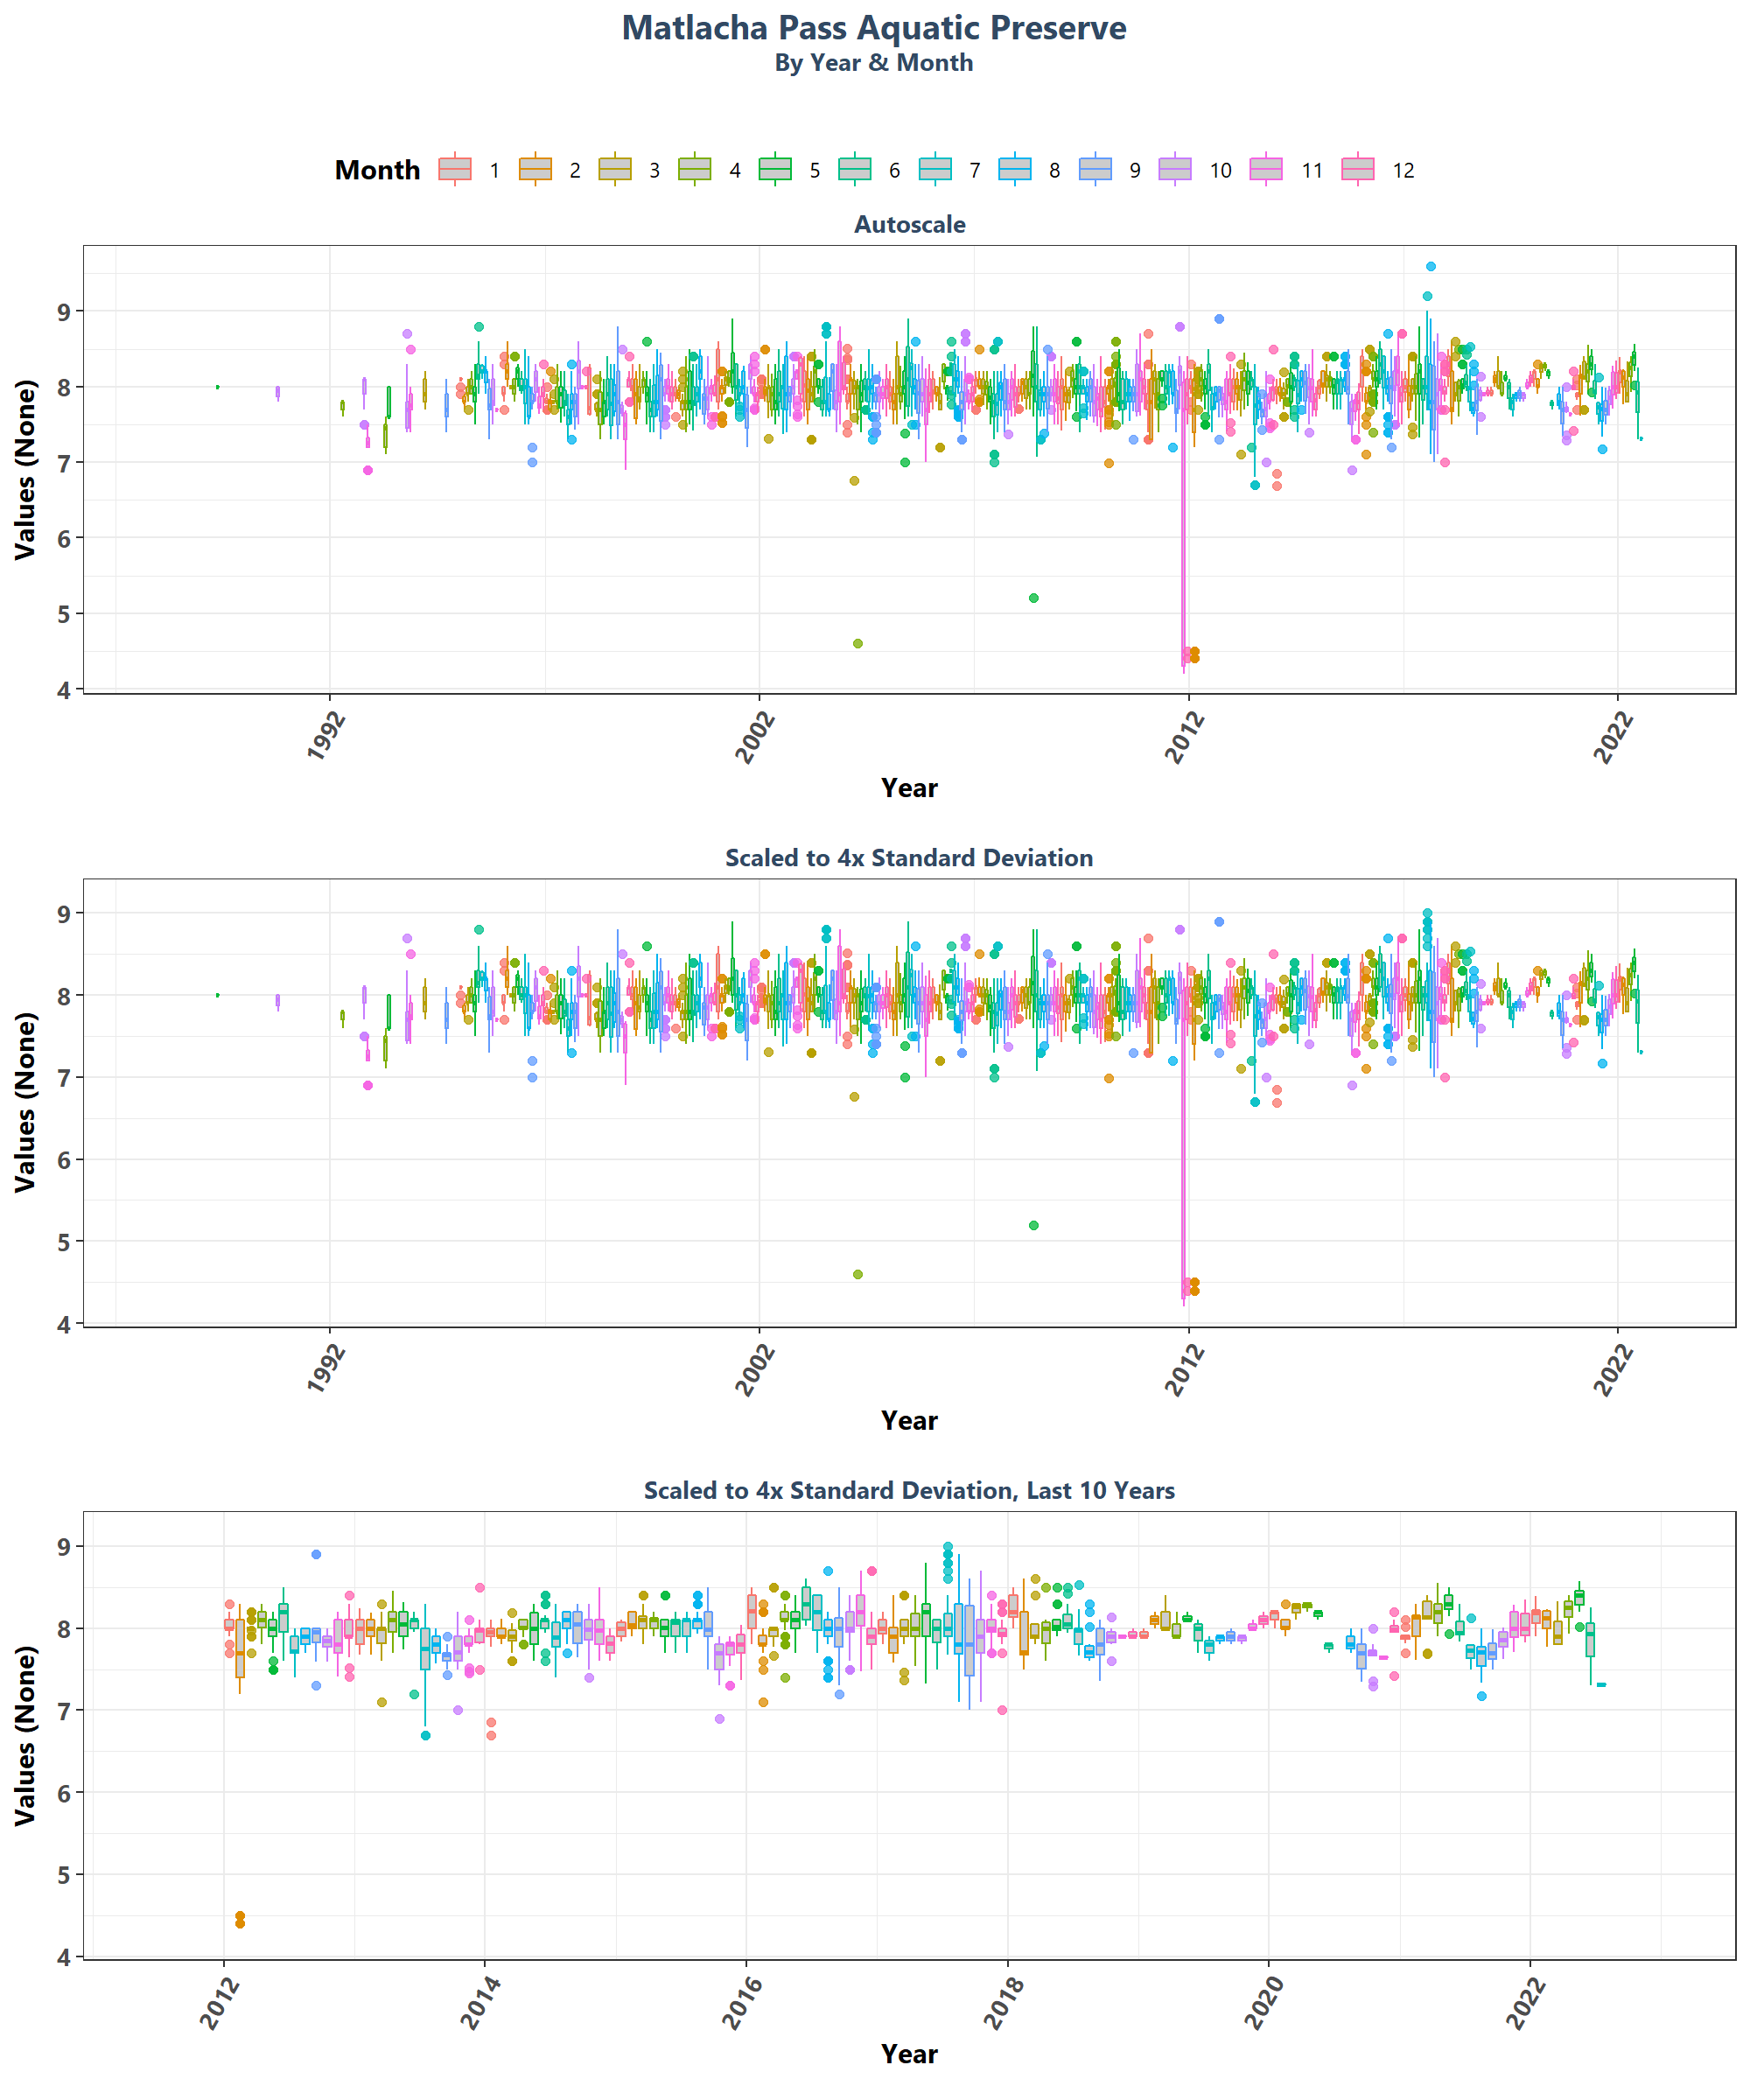 Matlacha Pass Aquatic Preserve
By Year & Month
Month 1 2 3 4 5 6 7 8 9 10 11 12
Autoscale
Values (None)
9
8
7
6
5
4
1992 2002 2012 2022
Year
Scaled to 4x Standard Deviation
Values (None)
9
8
7
6
5
4
1992 2002 2012 2022
Year
Scaled to 4x Standard Deviation, Last 10 Years
Values (None)
9
8
7
6
5
4
2012 2014 2016 2018 2020 2022
Year